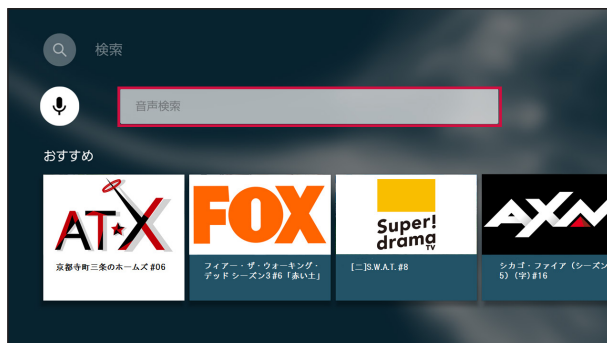 検索
音声検索
おすすめ
AT★X
FOX
Super!
drama
TV
AXN
京都寺町三条のホームズ #06
フィアー・ザ・ウォーキング・
デッド シーズン3 #6「赤い土」
[二]S.W.A.T. #8
シカゴ・ファイア (シーズン
5) (字) #16